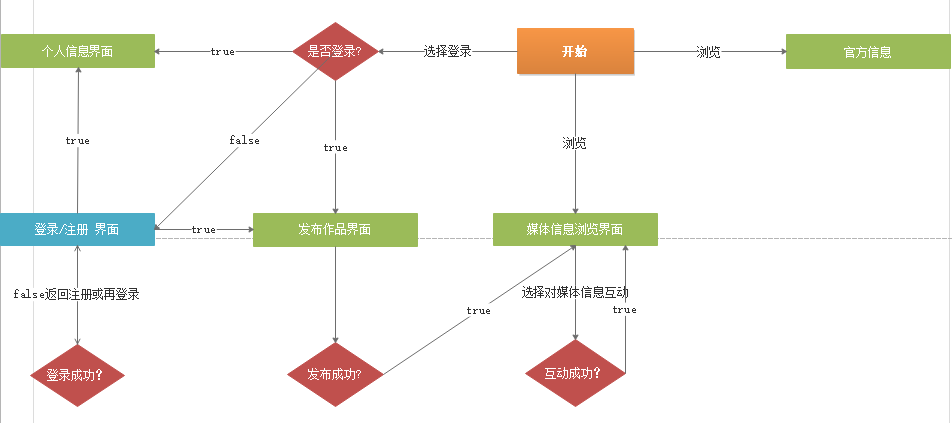 个人信息界面
true
是否登录?
选择登录
开始
浏览
官方信息
true
false
true
浏览
登录/注册 界面
true
发布作品界面
媒体信息浏览界面
false返回注册或再登录
选择对媒体信息互动
true
true
登录成功?
发布成功?
互动成功?